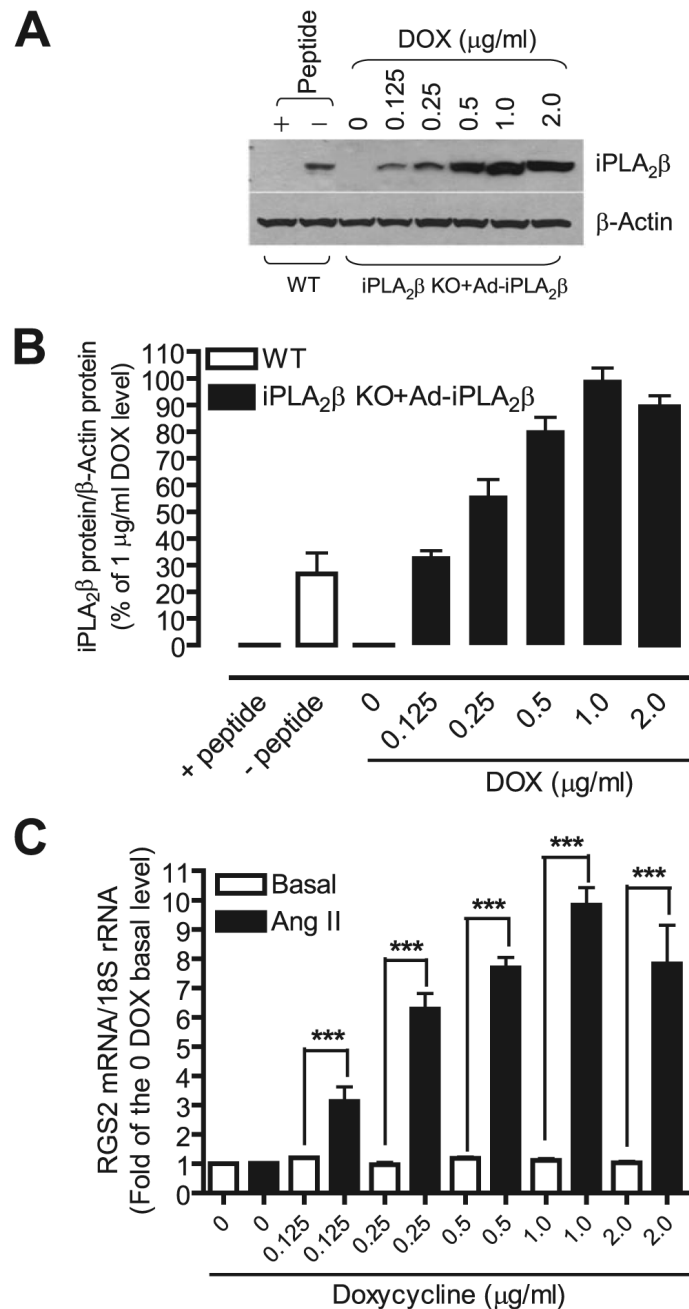 A
Peptide
DOX (μg/ml)
+ − 0 0.125 0.25 0.5 1.0 2.0
iPLA₂β
β-Actin
WT iPLA₂β KO+Ad-iPLA₂β
B
iPLA₂β protein/β-Actin protein
(% of 1 μg/ml DOX level)
110
100
90
80
70
60
50
40
30
20
10
0
WT
iPLA₂β KO+Ad-iPLA₂β
+ peptide - peptide 0 0.125 0.25 0.5 1.0 2.0
DOX (μg/ml)
C
RGS2 mRNA/18S rRNA
(Fold of the 0 DOX basal level)
11
10
9
8
7
6
5
4
3
2
1
0
Basal
Ang II
*** *** *** *** ***
0 0 0.125 0.125 0.25 0.25 0.5 0.5 1.0 1.0 2.0 2.0
Doxycycline (μg/ml)